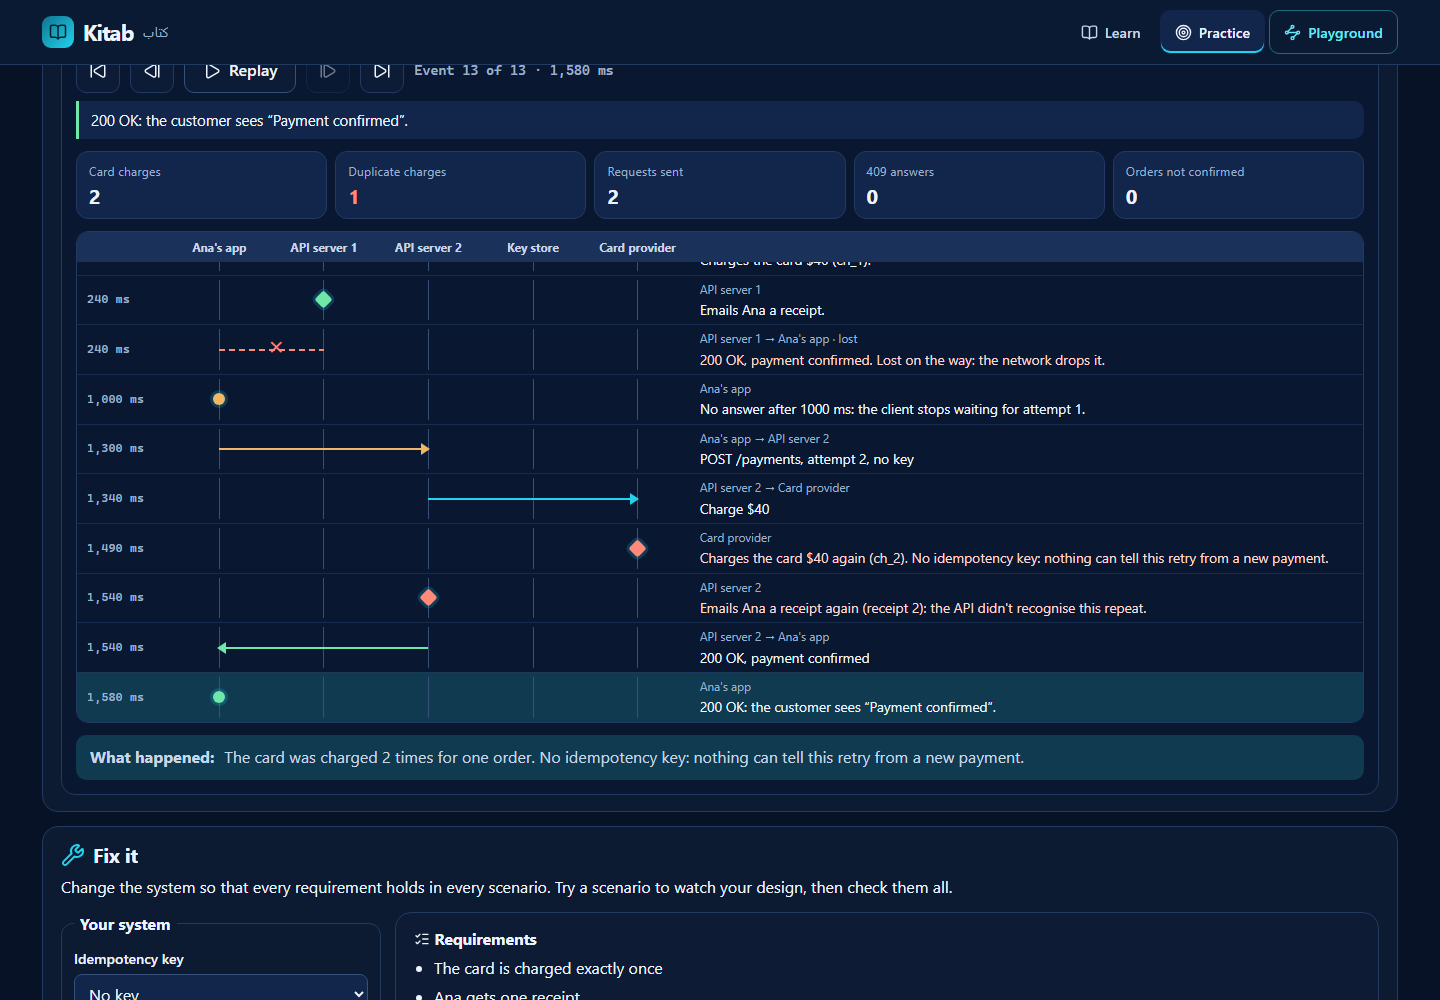 Kitab كتاب
Learn
Practice
Playground
Replay
Event 13 of 13 · 1,580 ms
200 OK: the customer sees “Payment confirmed”.
Card charges
2
Duplicate charges
1
Requests sent
2
409 answers
0
Orders not confirmed
0
Ana's app API server 1 API server 2 Key store Card provider
Charges the card $40 (ch_1).
240 ms
API server 1
Emails Ana a receipt.
240 ms
API server 1 → Ana's app · lost
200 OK, payment confirmed. Lost on the way: the network drops it.
1,000 ms
Ana's app
No answer after 1000 ms: the client stops waiting for attempt 1.
1,300 ms
Ana's app → API server 2
POST /payments, attempt 2, no key
1,340 ms
API server 2 → Card provider
Charge $40
1,490 ms
Card provider
Charges the card $40 again (ch_2). No idempotency key: nothing can tell this retry from a new payment.
1,540 ms
API server 2
Emails Ana a receipt again (receipt 2): the API didn't recognise this repeat.
1,540 ms
API server 2 → Ana's app
200 OK, payment confirmed
1,580 ms
Ana's app
200 OK: the customer sees “Payment confirmed”.
What happened: The card was charged 2 times for one order. No idempotency key: nothing can tell this retry from a new payment.
Fix it
Change the system so that every requirement holds in every scenario. Try a scenario to watch your design, then check them all.
Your system
Idempotency key
No key
Requirements
The card is charged exactly once
Ana gets one receipt